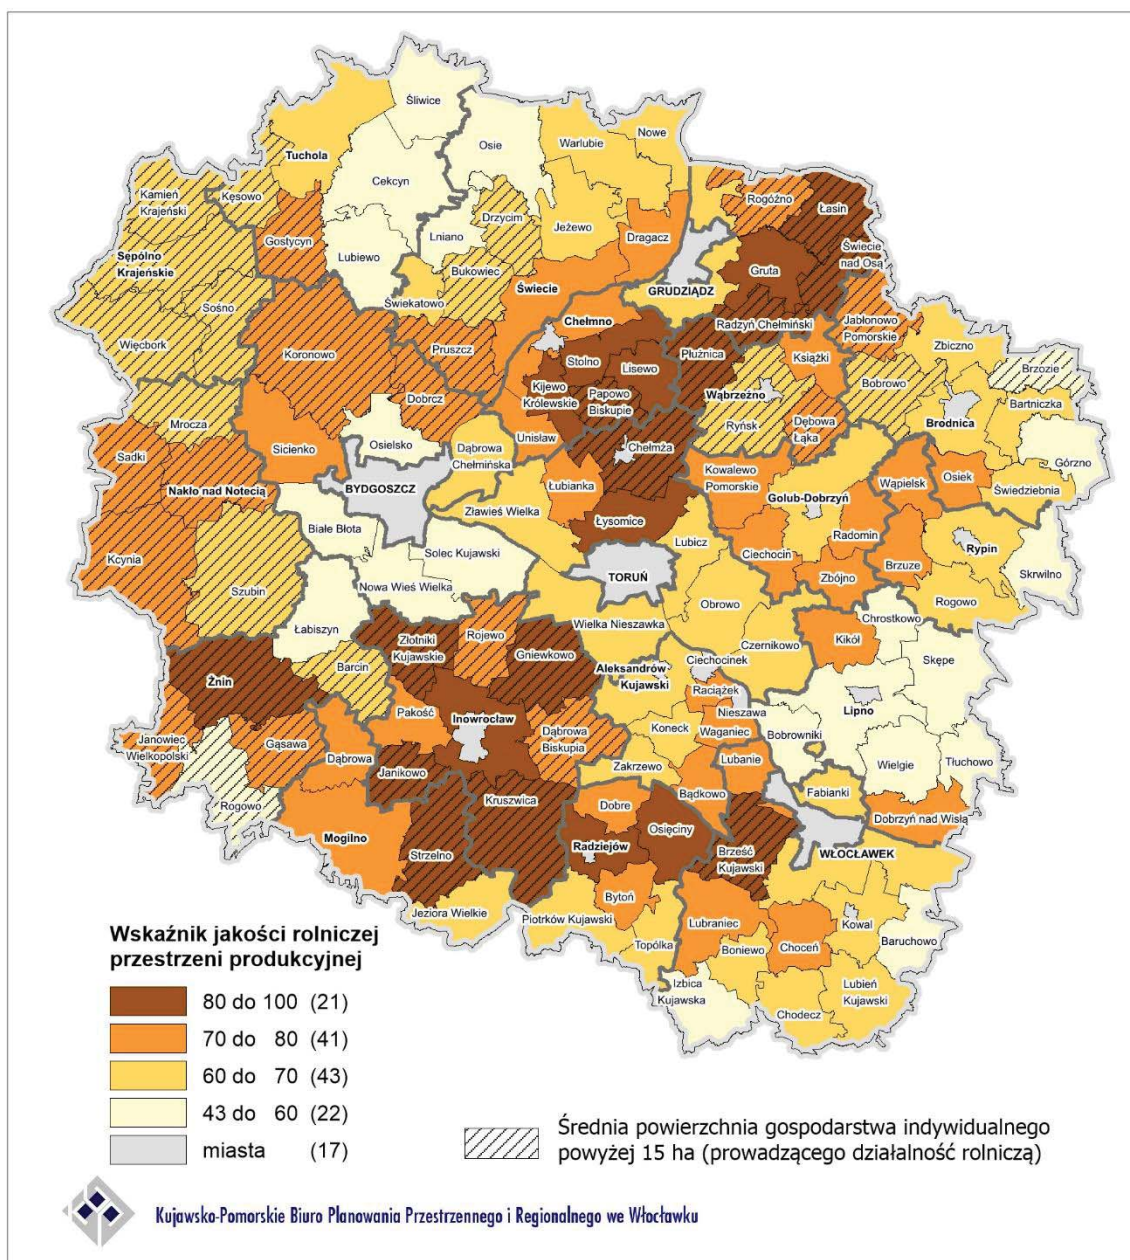 Śliwice
Osie
Warlubie
Nowe
Tuchola
Cekcyn
Kamień
Krajeński
Kęsowo
Rogóźno
Łasin
Drzycim
Gostycyn
Lniano
Jeżewo
Dragacz
Świecie
nad Osą
Sępólno
Krajeńskie
Lubiewo
Bukowiec
Gruta
Świekatowo
Świecie
GRUDZIĄDZ
Sośno
Chełmno
Radzyń Chełmiński
Jabłonowo
Pomorskie
Więcbork
Koronowo
Pruszcz
Stolno
Lisewo
Płużnica
Książki
Zbiczno
Brzozie
Kijewo
Królewskie
Papowo
Biskupie
Wąbrzeźno
Bobrowo
Bartniczka
Mrocza
Dobrcz
Ryńsk
Dębowa
Łąka
Brodnica
Osielsko
Unisław
Sicienko
Dąbrowa
Chełmińska
Chełmża
Górzno
Sadki
Łubianka
Kowalewo
Pomorskie
Wąpielsk
Osiek
Nakło nad Notecią
BYDGOSZCZ
Golub-Dobrzyń
Świedziebnia
Zławieś Wielka
Łysomice
Białe Błota
Lubicz
Radomin
Rypin
Kcynia
Solec Kujawski
Ciechocin
Brzuze
Skrwilno
TORUŃ
Zbójno
Szubin
Nowa Wieś Wielka
Obrowo
Rogowo
Łabiszyn
Wielka Nieszawka
Chrostkowo
Złotniki
Kujawskie
Rojewo
Czernikowo
Kikół
Skępe
Barcin
Gniewkowo
Aleksandrów
Kujawski
Ciechocinek
Żnin
Raciążek
Lipno
Pakość
Inowrocław
Nieszawa
Janowiec
Wielkopolski
Gąsawa
Dąbrowa
Dąbrowa
Biskupia
Koneck
Waganiec
Bobrowniki
Janikowo
Zakrzewo
Lubanie
Wielgie
Tłuchowo
Rogowo
Kruszwica
Bądkowo
Fabianki
Dobre
Dobrzyń nad Wisłą
Mogilno
Osięciny
Radziejów
Strzelno
Brześć
Kujawski
WŁOCŁAWEK
Bytoń
Jeziora Wielkie
Piotrków Kujawski
Lubraniec
Kowal
Topólka
Boniewo
Choceń
Baruchowo
Izbica
Kujawska
Lubień
Kujawski
Chodecz
Wskaźnik jakości rolniczej
przestrzeni produkcyjnej
80 do 100 (21)
70 do 80 (41)
60 do 70 (43)
43 do 60 (22)
miasta (17)
Średnia powierzchnia gospodarstwa indywidualnego
powyżej 15 ha (prowadzącego działalność rolniczą)
Kujawsko-Pomorskie Biuro Planowania Przestrzennego i Regionalnego we Włocławku